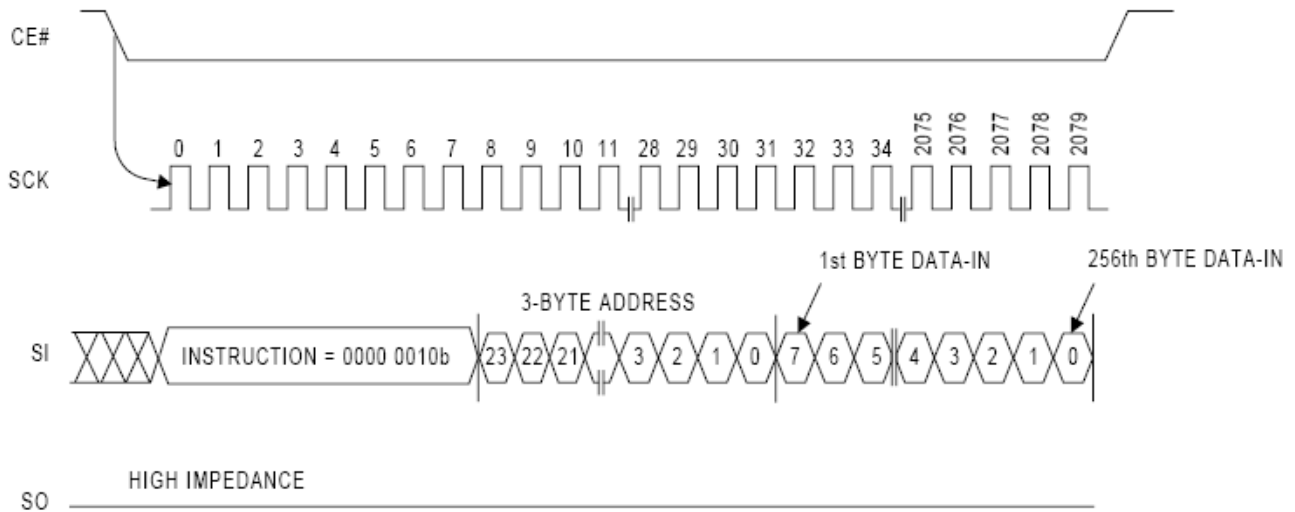 CE#
0 1 2 3 4 5 6 7 8 9 10 11 28 29 30 31 32 33 34 2075 2076 2077 2078 2079
SCK
1st BYTE DATA-IN
256th BYTE DATA-IN
3-BYTE ADDRESS
SI
INSTRUCTION = 0000 0010b
23 22 21 3 2 1 0 7 6 5 4 3 2 1 0
HIGH IMPEDANCE
SO